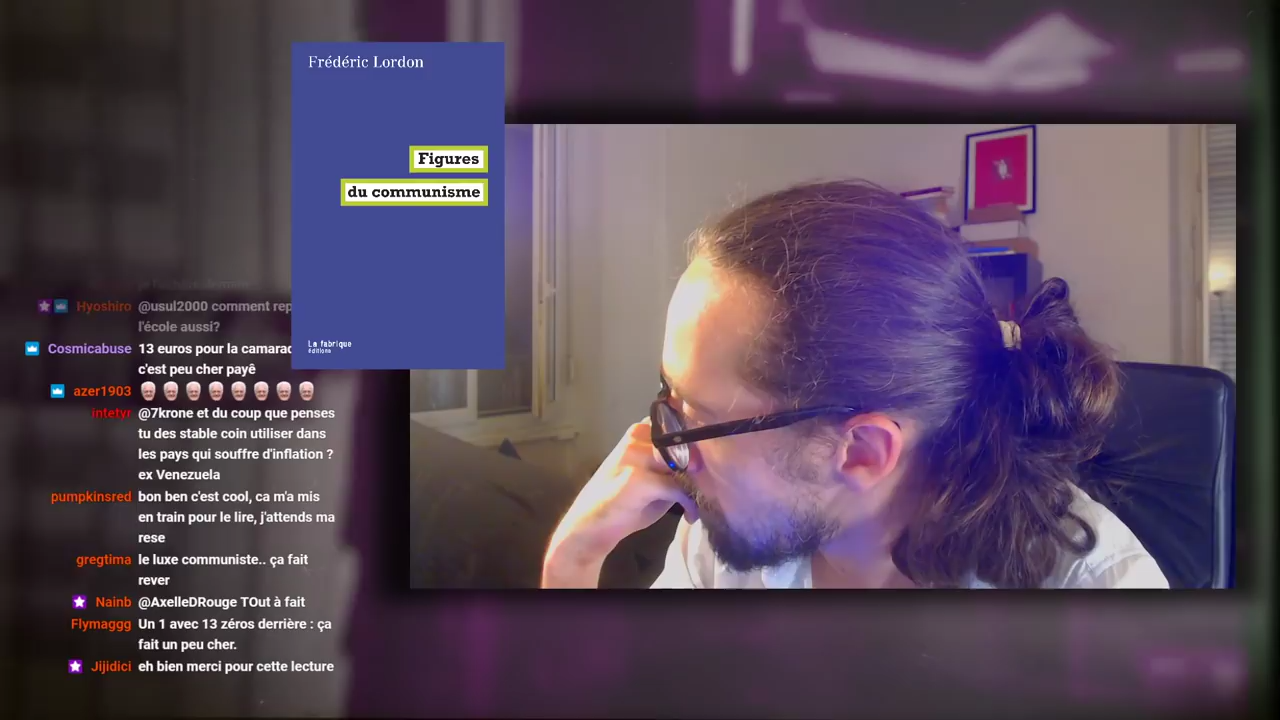 Frédéric Lordon
Figures
du communisme
La fabrique
éditions
Hyoshiro @usul2000 comment rep
l'école aussi?
Cosmicabuse 13 euros pour la camarad
c'est peu cher payê
azer1903
intetyr @7krone et du coup que penses
tu des stable coin utiliser dans
les pays qui souffre d'inflation ?
ex Venezuela
pumpkinsred bon ben c'est cool, ca m'a mis
en train pour le lire, j'attends ma
rese
gregtima le luxe communiste.. ça fait
rever
Nainb @AxelleDRouge TOut à fait
Flymaggg Un 1 avec 13 zéros derrière : ça
fait un peu cher.
Jijidici eh bien merci pour cette lecture